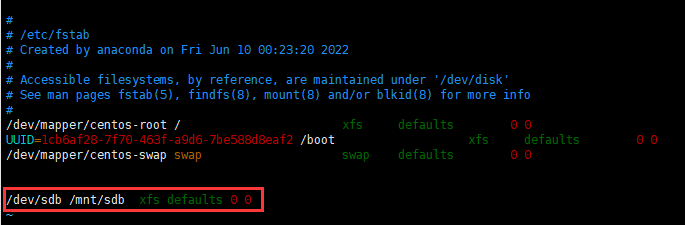 #
# /etc/fstab
# Created by anaconda on Fri Jun 10 00:23:20 2022
#
# Accessible filesystems, by reference, are maintained under '/dev/disk'
# See man pages fstab(5), findfs(8), mount(8) and/or blkid(8) for more info
#
/dev/mapper/centos-root / xfs defaults 0 0
UUID=1cb6af28-7f70-463f-a9d6-7be588d8eaf2 /boot xfs defaults 0 0
/dev/mapper/centos-swap swap swap defaults 0 0
/dev/sdb /mnt/sdb xfs defaults 0 0
~